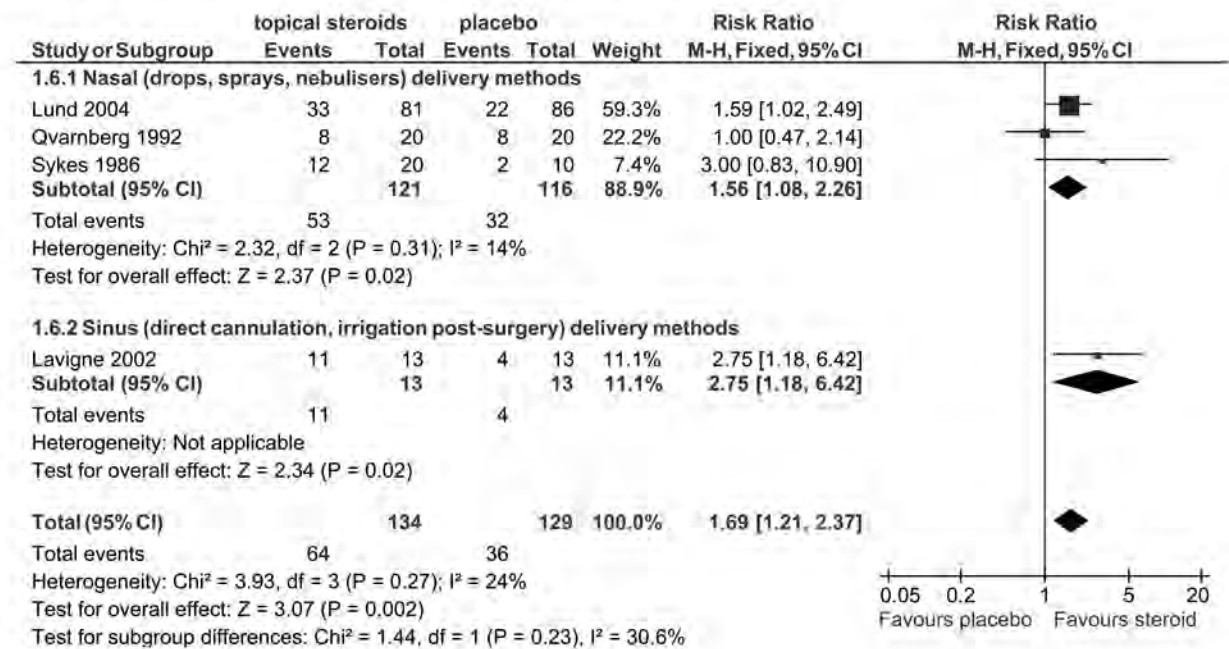 topical steroids placebo Risk Ratio Risk Ratio
Study or Subgroup Events Total Events Total Weight M-H, Fixed, 95% CI M-H, Fixed, 95% CI
1.6.1 Nasal (drops, sprays, nebulisers) delivery methods
Lund 2004 33 81 22 86 59.3% 1.59 [1.02, 2.49]
Qvarnberg 1992 8 20 8 20 22.2% 1.00 [0.47, 2.14]
Sykes 1986 12 20 2 10 7.4% 3.00 [0.83, 10.90]
Subtotal (95% CI) 121 116 88.9% 1.56 [1.08, 2.26]
Total events 53 32
Heterogeneity: Chi² = 2.32, df = 2 (P = 0.31); I² = 14%
Test for overall effect: Z = 2.37 (P = 0.02)
1.6.2 Sinus (direct cannulation, irrigation post-surgery) delivery methods
Lavigne 2002 11 13 4 13 11.1% 2.75 [1.18, 6.42]
Subtotal (95% CI) 13 13 11.1% 2.75 [1.18, 6.42]
Total events 11 4
Heterogeneity: Not applicable
Test for overall effect: Z = 2.34 (P = 0.02)
Total (95% CI) 134 129 100.0% 1.69 [1.21, 2.37]
Total events 64 36
Heterogeneity: Chi² = 3.93, df = 3 (P = 0.27); I² = 24%
Test for overall effect: Z = 3.07 (P = 0.002)
Test for subgroup differences: Chi² = 1.44, df = 1 (P = 0.23), I² = 30.6%
0.05 0.2 1 5 20
Favours placebo Favours steroid